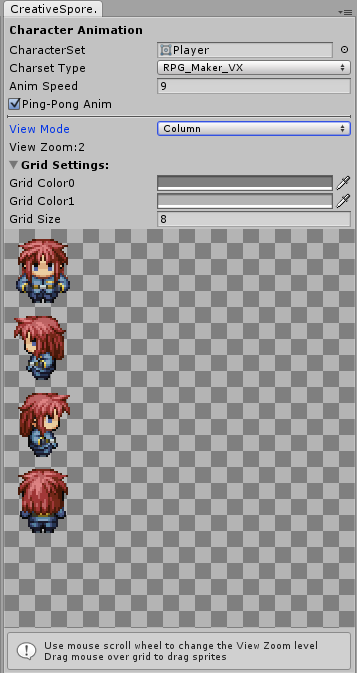 CreativeSpore.
Character Animation
CharacterSet Player
Charset Type RPG_Maker_VX
Anim Speed 9
Ping-Pong Anim
View Mode Column
View Zoom:2
Grid Settings:
Grid Color0
Grid Color1
Grid Size 8
Use mouse scroll wheel to change the View Zoom level
Drag mouse over grid to drag sprites